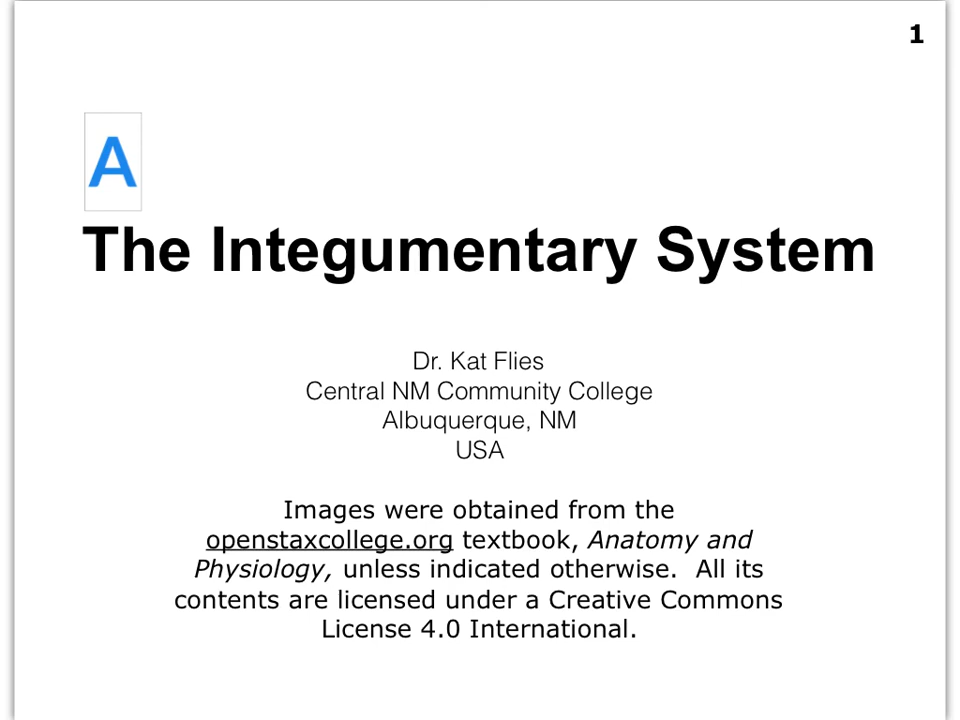 1
A
The Integumentary System
Dr. Kat Flies
Central NM Community College
Albuquerque, NM
USA
Images were obtained from the
openstaxcollege.org textbook, Anatomy and
Physiology, unless indicated otherwise.  All its
contents are licensed under a Creative Commons
License 4.0 International.